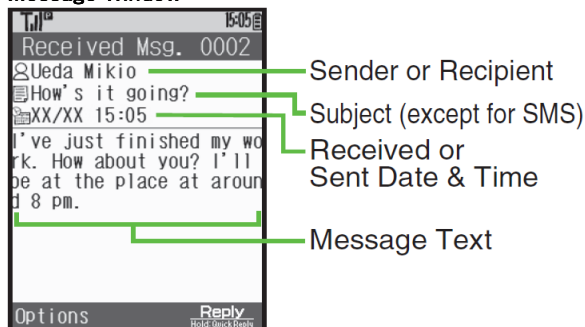 Message Window
15:05
Received Msg. 0002
Ueda Mikio
How's it going?
XX/XX 15:05
I've just finished my wo
rk. How about you? I'll
be at the place at aroun
d 8 pm.
Options
Reply
Hold:Quick Reply
Sender or Recipient
Subject (except for SMS)
Received or
Sent Date & Time
Message Text